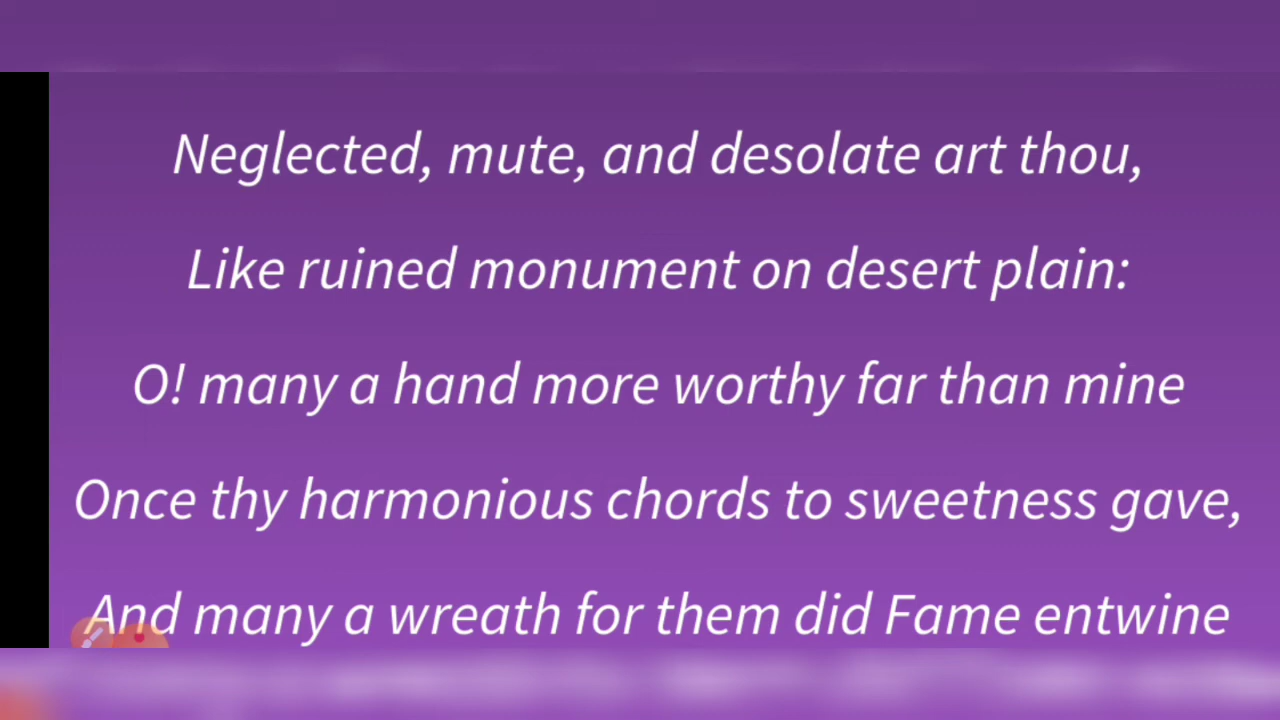 Neglected, mute, and desolate art thou,
Like ruined monument on desert plain:
O! many a hand more worthy far than mine
Once thy harmonious chords to sweetness gave,
And many a wreath for them did Fame entwine